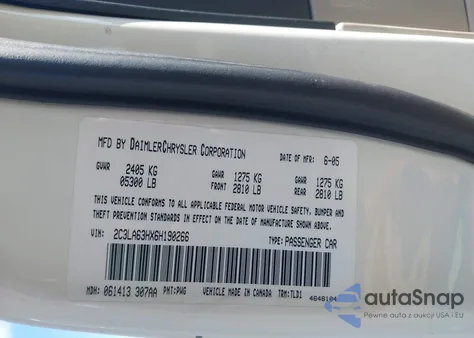 MFD BY DAIMLERCHRYSLER CORPORATION DATE OF MFR: 6-05
GVWR 2405 KG GAWR 1275 KG GAWR 1275 KG
05300 LB FRONT 2810 LB REAR 2810 LB
THIS VEHICLE CONFORMS TO ALL APPLICABLE FEDERAL MOTOR VEHICLE SAFETY, BUMPER AND
THEFT PREVENTION STANDARDS IN EFFECT ON THE DATE OF MANUFACTURE SHOWN ABOVE.
VIN: 2C3LA63HX6H190266 TYPE: PASSENGER CAR
MDH: 061413 307AA PNT: PWG VEHICLE MADE IN CANADA TRM: TLD1 4648104
autoSnap
Pewne auta z aukcji USA i EU